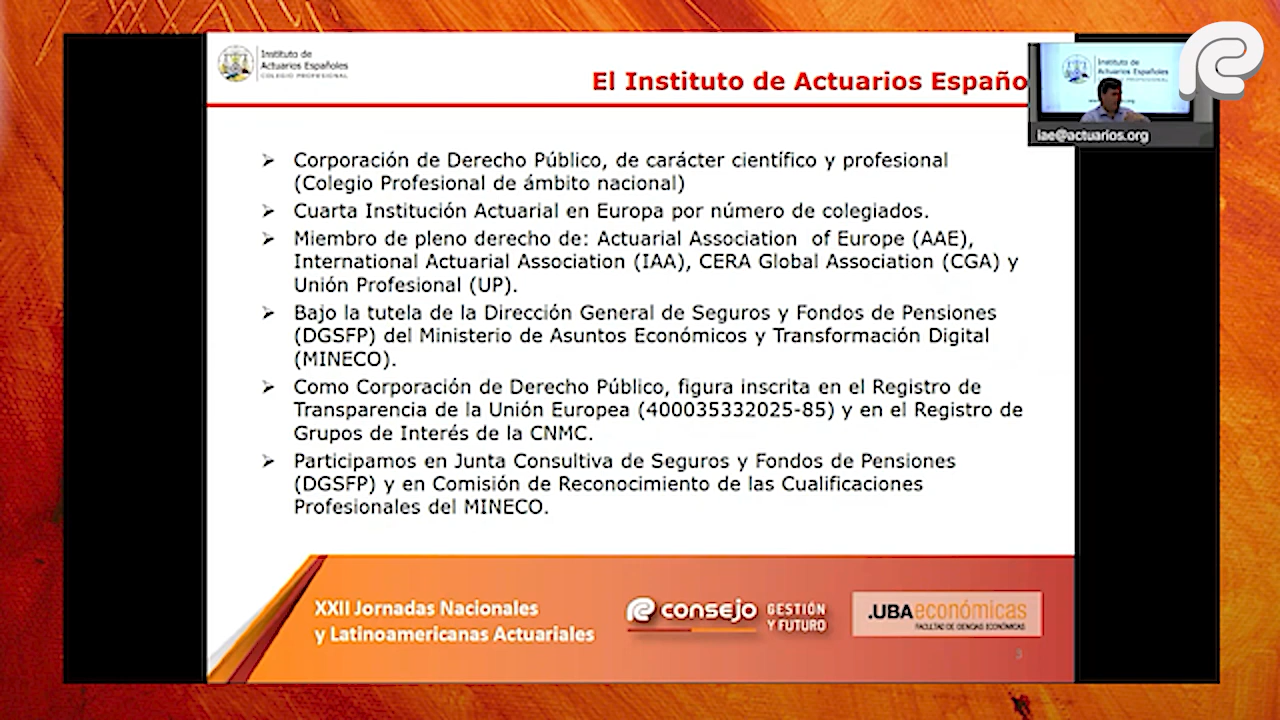 Instituto de
Actuarios Españoles
COLEGIO PROFESIONAL
El Instituto de Actuarios Españo
Instituto de
Actuarios Españoles
iae@actuarios.org
➢ Corporación de Derecho Público, de carácter científico y profesional
(Colegio Profesional de ámbito nacional)
➢ Cuarta Institución Actuarial en Europa por número de colegiados.
➢ Miembro de pleno derecho de: Actuarial Association of Europe (AAE),
International Actuarial Association (IAA), CERA Global Association (CGA) y
Unión Profesional (UP).
➢ Bajo la tutela de la Dirección General de Seguros y Fondos de Pensiones
(DGSFP) del Ministerio de Asuntos Económicos y Transformación Digital
(MINECO).
➢ Como Corporación de Derecho Público, figura inscrita en el Registro de
Transparencia de la Unión Europea (400035332025-85) y en el Registro de
Grupos de Interés de la CNMC.
➢ Participamos en Junta Consultiva de Seguros y Fondos de Pensiones
(DGSFP) y en Comisión de Reconocimiento de las Cualificaciones
Profesionales del MINECO.
XXII Jornadas Nacionales
y Latinoamericanas Actuariales
consejo
GESTIÓN
Y FUTURO
.UBAeconómicas
FACULTAD DE CIENCIAS ECONÓMICAS
3